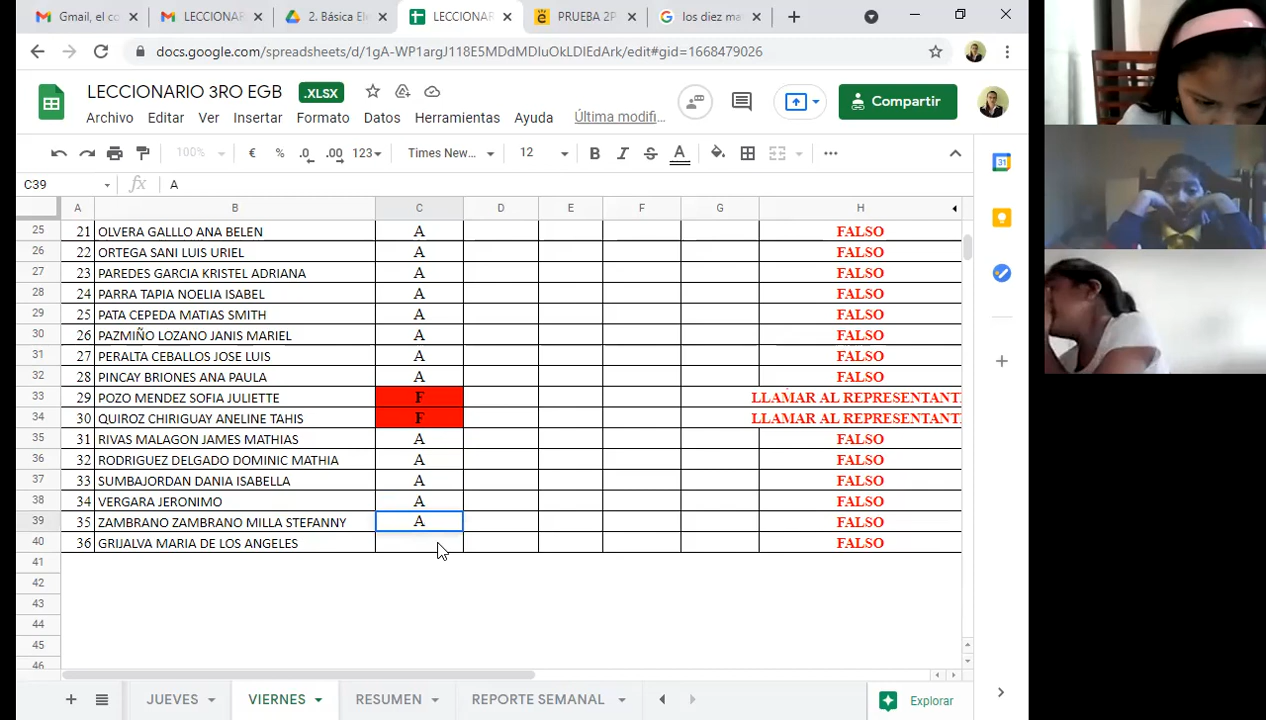 Gmail, el co
LECCIONAR
2. Básica Ele
LECCIONAR
PRUEBA 2P
los diez ma
docs.google.com/spreadsheets/d/1gA-WP1argJ118E5MDdMDIuOkLDIEdArk/edit#gid=1668479026
LECCIONARIO 3RO EGB .XLSX
Compartir
Archivo Editar Ver Insertar Formato Datos Herramientas Ayuda Última modifi...
100% € % .0 .00 123 Times New... 12 B I S A
C39 fx A
A B C D E F G H
25 21 OLVERA GALLLO ANA BELEN A FALSO
26 22 ORTEGA SANI LUIS URIEL A FALSO
27 23 PAREDES GARCIA KRISTEL ADRIANA A FALSO
28 24 PARRA TAPIA NOELIA ISABEL A FALSO
29 25 PATA CEPEDA MATIAS SMITH A FALSO
30 26 PAZMIÑO LOZANO JANIS MARIEL A FALSO
31 27 PERALTA CEBALLOS JOSE LUIS A FALSO
32 28 PINCAY BRIONES ANA PAULA A FALSO
33 29 POZO MENDEZ SOFIA JULIETTE F LLAMAR AL REPRESENTANT
34 30 QUIROZ CHIRIGUAY ANELINE TAHIS F LLAMAR AL REPRESENTANT
35 31 RIVAS MALAGON JAMES MATHIAS A FALSO
36 32 RODRIGUEZ DELGADO DOMINIC MATHIA A FALSO
37 33 SUMBAJORDAN DANIA ISABELLA A FALSO
38 34 VERGARA JERONIMO A FALSO
39 35 ZAMBRANO ZAMBRANO MILLA STEFANNY A FALSO
40 36 GRIJALVA MARIA DE LOS ANGELES FALSO
41
42
43
44
45
46
JUEVES VIERNES RESUMEN REPORTE SEMANAL Explorar